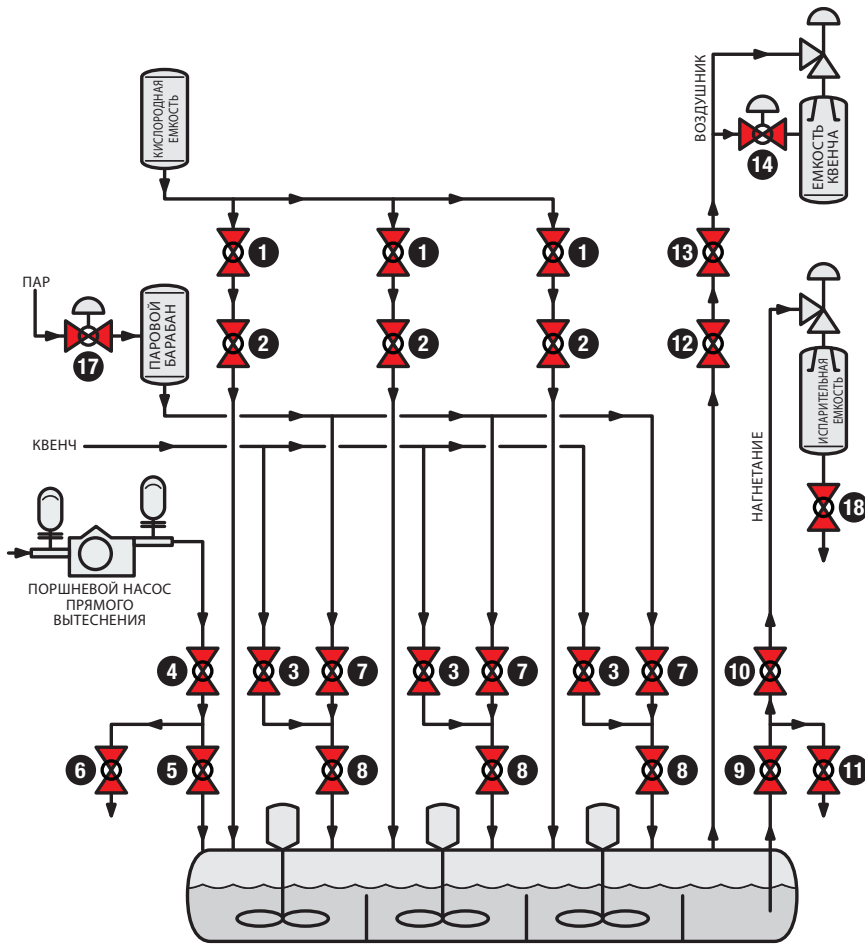 КИСЛОРОДНАЯ
ЕМКОСТЬ
ВОЗДУШНИК
ЕМКОСТЬ
КВЕНЧА
14
1
1
1
13
ПАР
ПАРОВОЙ
БАРАБАН
17
2
2
2
12
ИСПАРИТЕЛЬНАЯ
ЕМКОСТЬ
КВЕНЧ
НАГНЕТАНИЕ
18
ПОРШНЕВОЙ НАСОС
ПРЯМОГО
ВЫТЕСНЕНИЯ
4
3
7
3
7
3
7
10
6
5
8
8
8
9
11